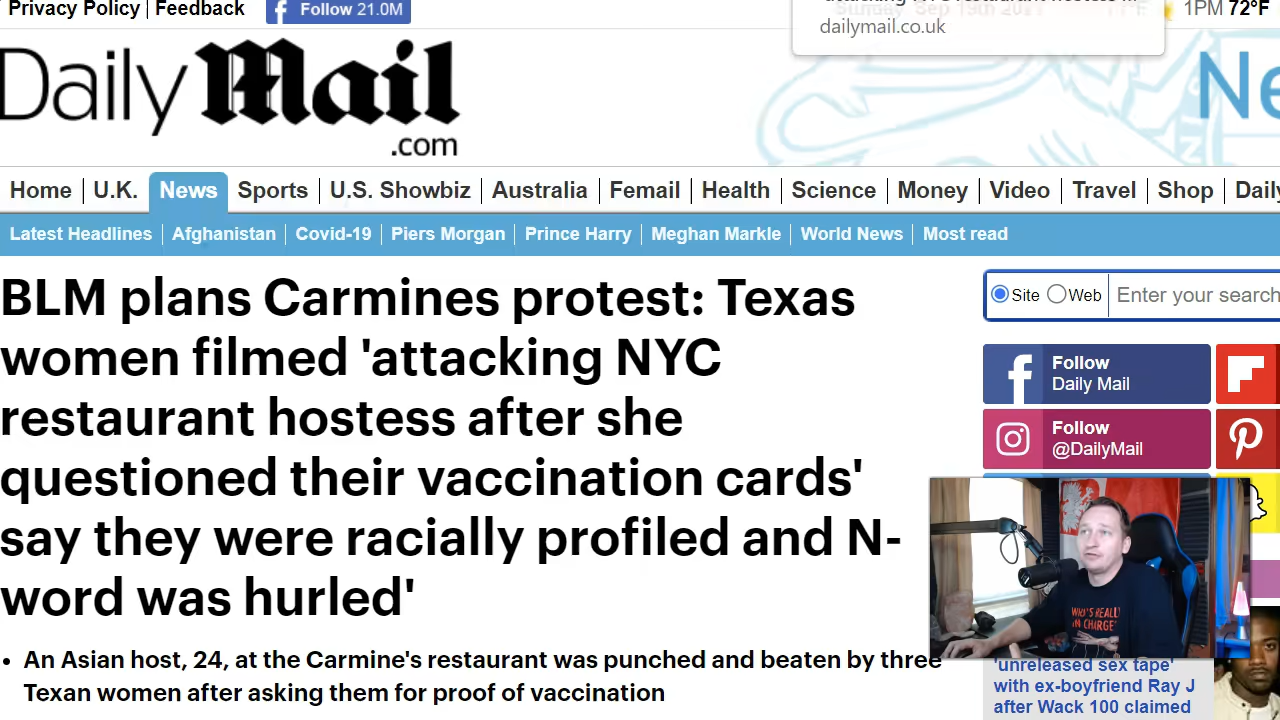 Privacy Policy | Feedback
Follow 21.0M
dailymail.co.uk
1PM 72°F
Daily Mail
.com
Home
U.K.
News
Sports
U.S. Showbiz
Australia
Femail
Health
Science
Money
Video
Travel
Shop
Latest Headlines
Afghanistan
Covid-19
Piers Morgan
Prince Harry
Meghan Markle
World News
Most read
BLM plans Carmines protest: Texas
women filmed 'attacking NYC
restaurant hostess after she
questioned their vaccination cards'
say they were racially profiled and N-
word was hurled'
An Asian host, 24, at the Carmine's restaurant was punched and beaten by three
Texan women after asking them for proof of vaccination
Site
Web
Enter your search
Follow
Daily Mail
Follow
@DailyMail
WHO'S REALLY
IN CHARGE?
'unreleased sex tape'
with ex-boyfriend Ray J
after Wack 100 claimed